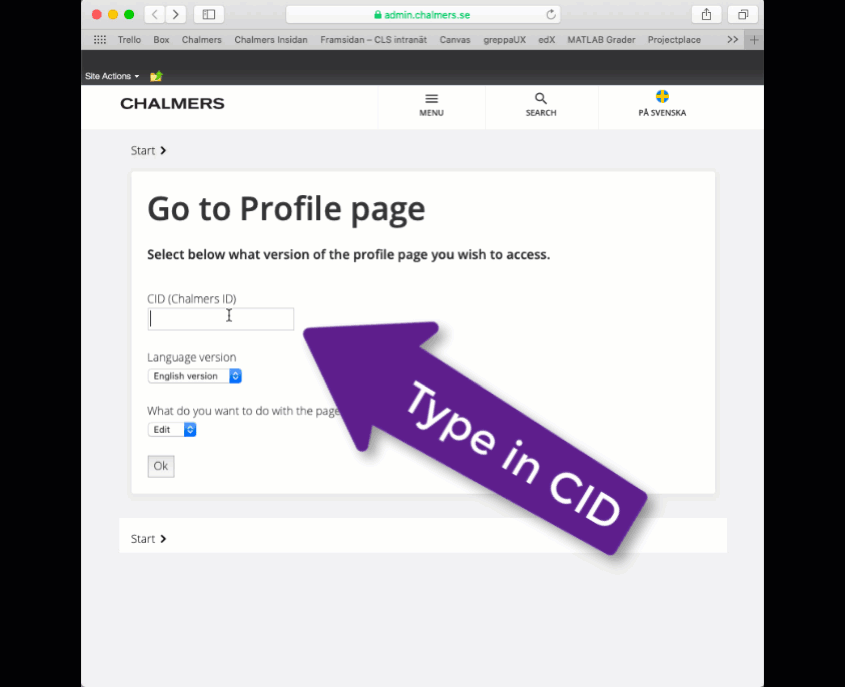 admin.chalmers.se
Trello Box Chalmers Chalmers Insidan Framsidan – CLS intranät Canvas greppaUX edX MATLAB Grader Projectplace >>
Site Actions
CHALMERS
MENU
SEARCH
PÅ SVENSKA
Start
Go to Profile page
Select below what version of the profile page you wish to access.
CID (Chalmers ID)
Language version
English version
What do you want to do with the page
Edit
Ok
Type in CID
Start